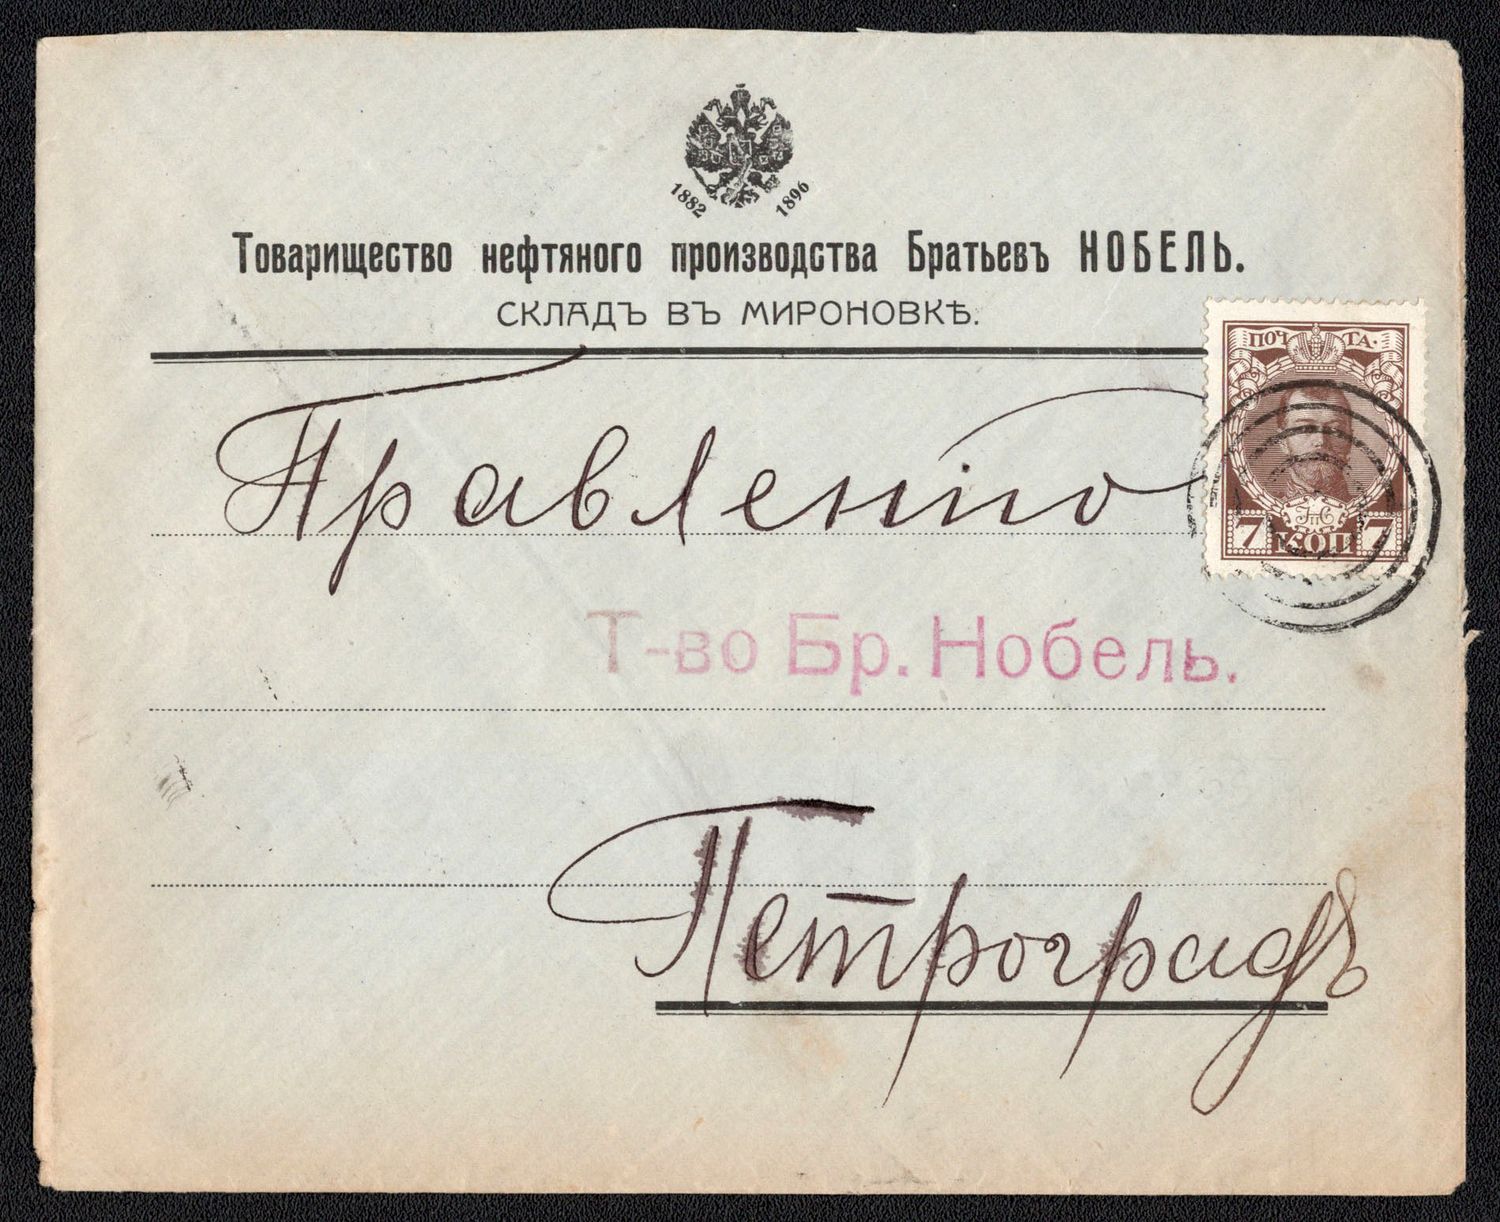 1882 1896
Товарищество нефтяного производства Братьевъ НОБЕЛЬ.
СКЛАДЪ ВЪ МИРОНОВКѢ.
ПОЧТА.
7 КОП 7
Правленію
Т-во Бр. Нобель.
Петроградъ